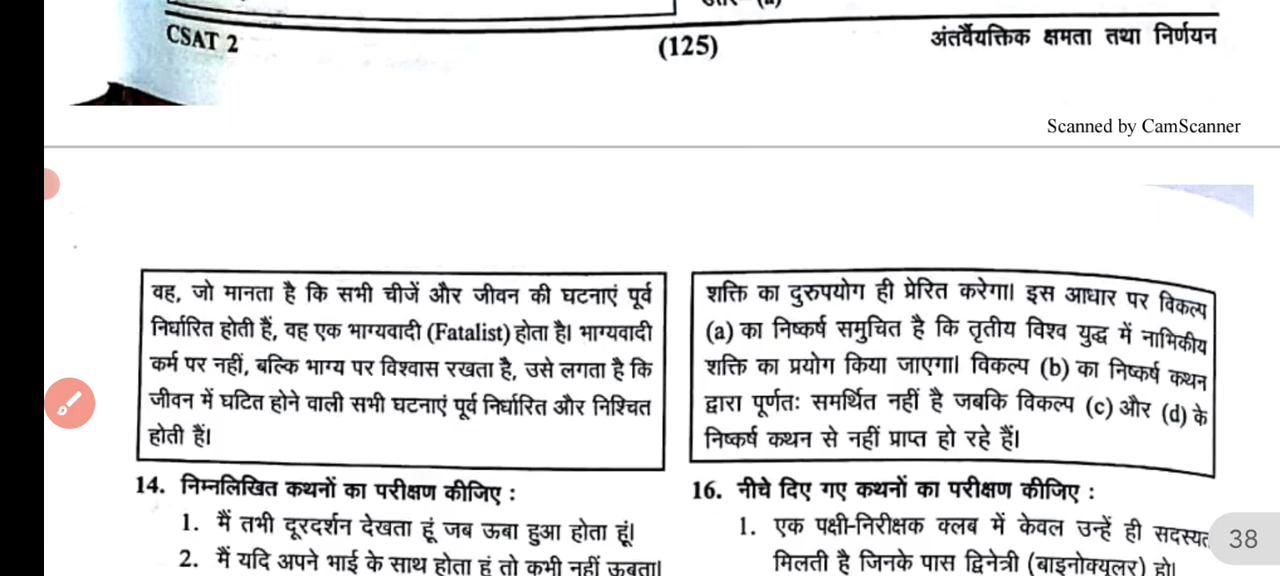 CSAT 2
(125)
अंतर्वैयक्तिक क्षमता तथा निर्णयन
Scanned by CamScanner
वह, जो मानता है कि सभी चीजें और जीवन की घटनाएं पूर्व
निर्धारित होती हैं, वह एक भाग्यवादी (Fatalist) होता है। भाग्यवादी
कर्म पर नहीं, बल्कि भाग्य पर विश्वास रखता है, उसे लगता है कि
जीवन में घटित होने वाली सभी घटनाएं पूर्व निर्धारित और निश्चित
होती हैं।
14. निम्नलिखित कथनों का परीक्षण कीजिए :
1. मैं तभी दूरदर्शन देखता हूं जब ऊबा हुआ होता हूं।
2. मैं यदि अपने भाई के साथ होता हूं तो कभी नहीं ऊबता।
शक्ति का दुरुपयोग ही प्रेरित करेगा। इस आधार पर विकल्प
(a) का निष्कर्ष समुचित है कि तृतीय विश्व युद्ध में नाभिकीय
शक्ति का प्रयोग किया जाएगा। विकल्प (b) का निष्कर्ष कथन
द्वारा पूर्णतः समर्थित नहीं है जबकि विकल्प (c) और (d) के
निष्कर्ष कथन से नहीं प्राप्त हो रहे हैं।
16. नीचे दिए गए कथनों का परीक्षण कीजिए :
1. एक पक्षी-निरीक्षक क्लब में केवल उन्हें ही
मिलती है जिनके पास द्विनेत्री (बाइनोक्यूलर) हो।
38